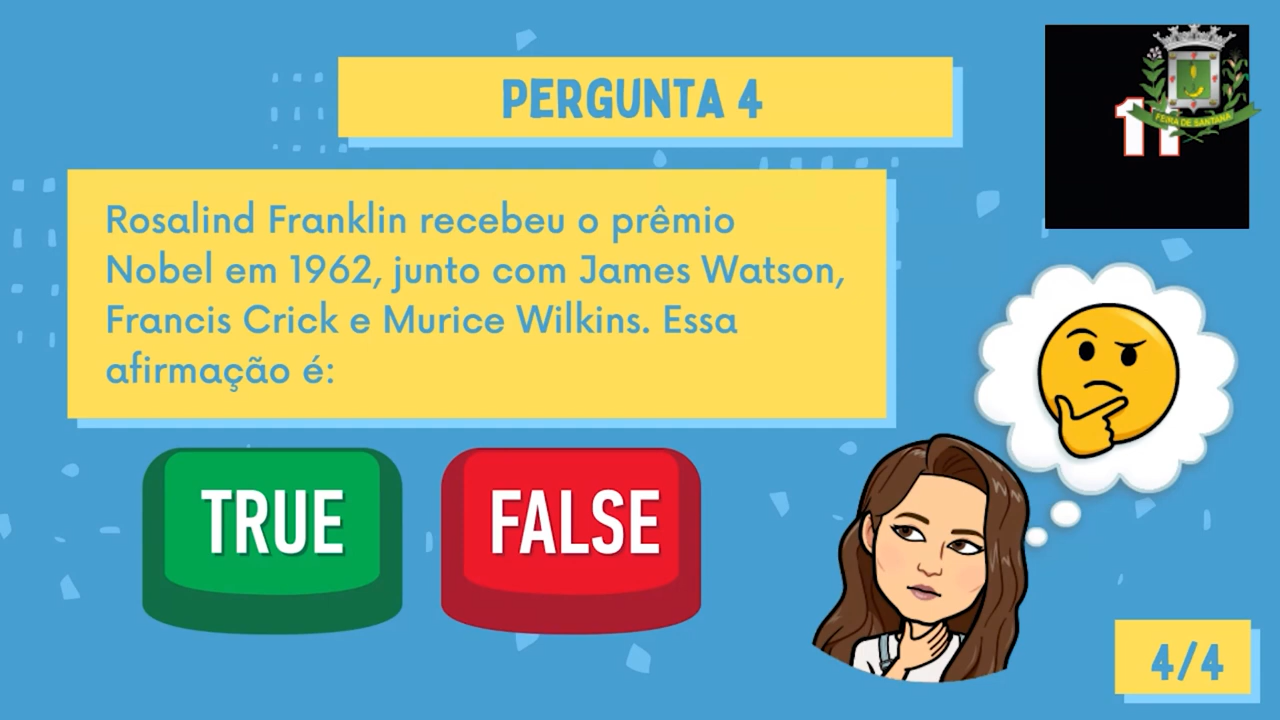 PERGUNTA 4
FEIRA DE SANTANA
Rosalind Franklin recebeu o prêmio
Nobel em 1962, junto com James Watson,
Francis Crick e Murice Wilkins. Essa
afirmação é:
TRUE
FALSE
4/4